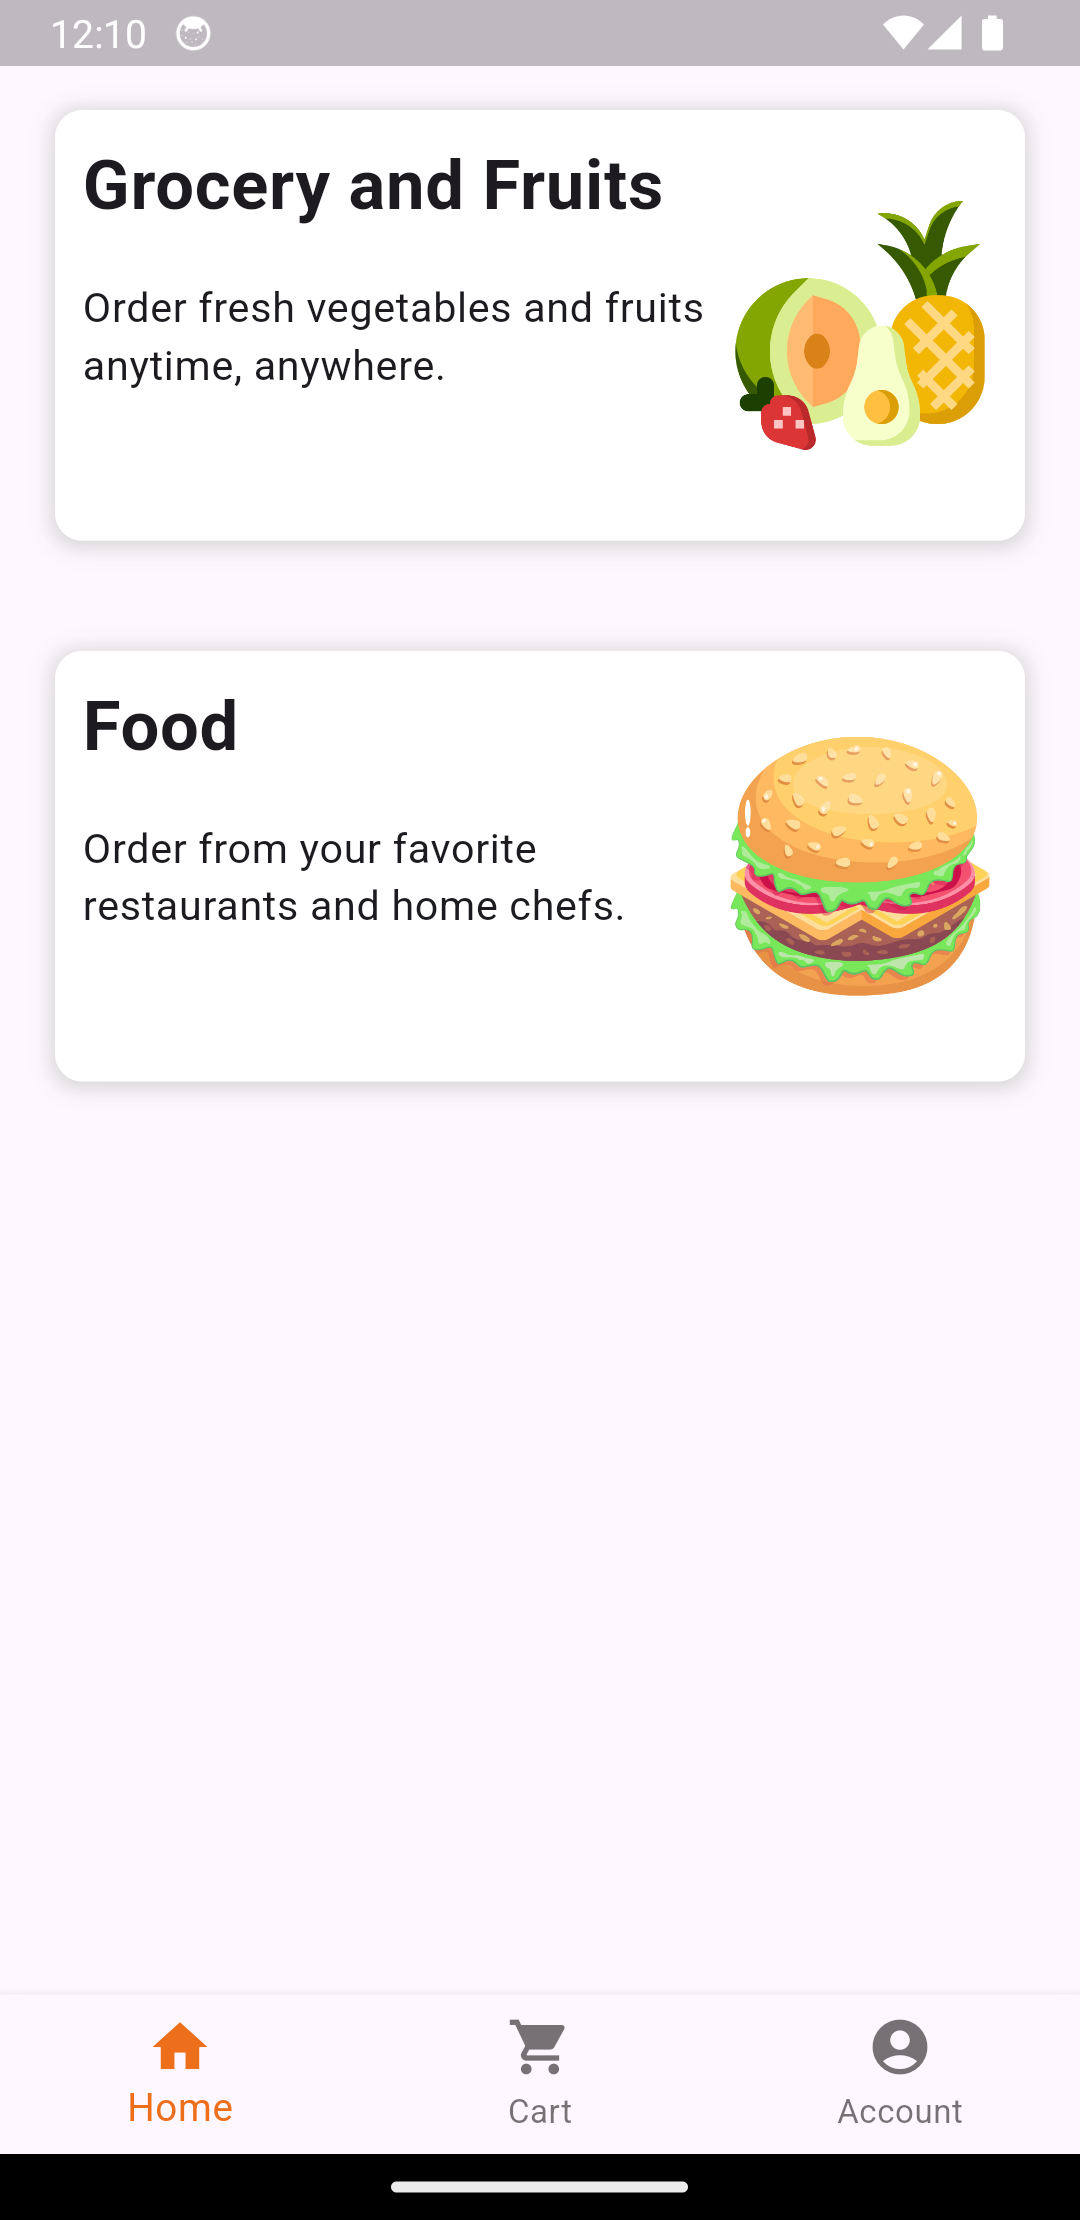 12:10
Grocery and Fruits
Order fresh vegetables and fruits
anytime, anywhere.
Food
Order from your favorite
restaurants and home chefs.
Home
Cart
Account